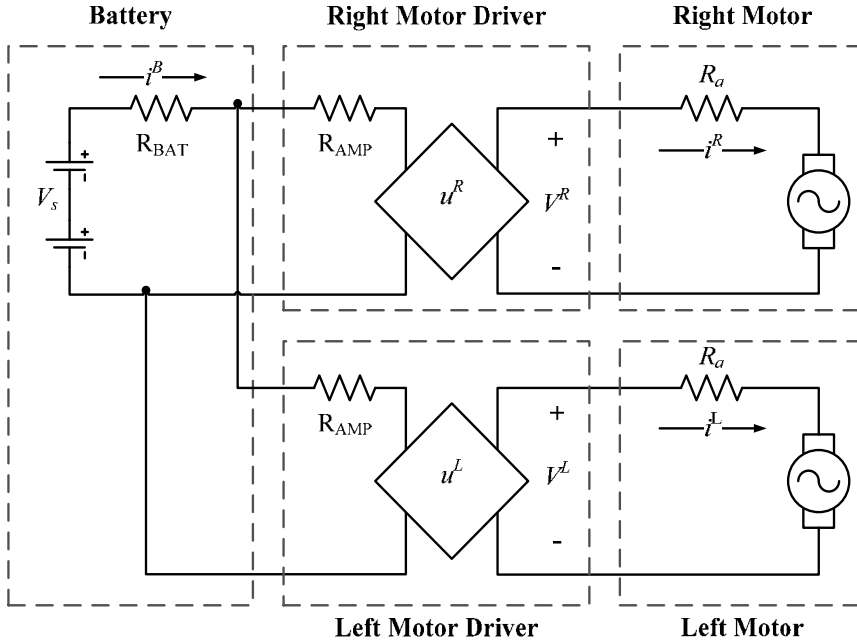 Battery
Right Motor Driver
Right Motor
i^B
R_BAT
V_s
+
-
+
-
R_AMP
u^R
+
V^R
-
R_a
i^R
R_AMP
u^L
+
V^L
-
R_a
i^L
Left Motor Driver
Left Motor